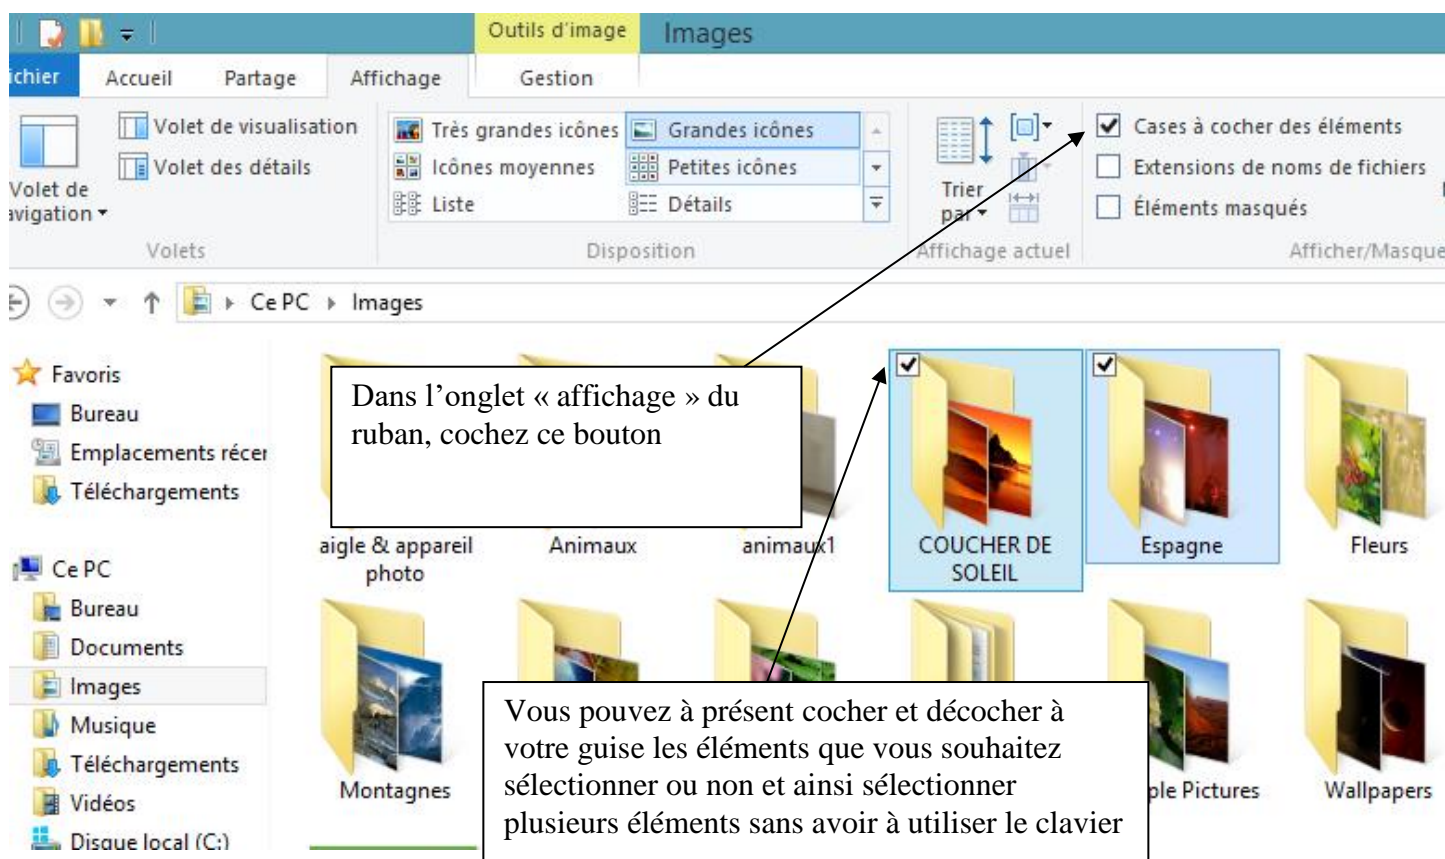 Outils d'image Images
ichier Accueil Partage Affichage Gestion
Volet de visualisation
Volet des détails
Volet de
avigation
Très grandes icônes Grandes icônes
Icônes moyennes Petites icônes
Liste Détails
Trier
par
Cases à cocher des éléments
Extensions de noms de fichiers
Éléments masqués
Volets Disposition Affichage actuel Afficher/Masque
Ce PC Images
Favoris
Bureau
Emplacements récer
Téléchargements
Ce PC
Bureau
Documents
Images
Musique
Téléchargements
Vidéos
Disque local (C:)
Dans l'onglet « affichage » du
ruban, cochez ce bouton
aigle & appareil
photo
Animaux
animaux1
COUCHER DE
SOLEIL
Espagne
Fleurs
Montagnes
Vous pouvez à présent cocher et décocher à
votre guise les éléments que vous souhaitez
sélectionner ou non et ainsi sélectionner
plusieurs éléments sans avoir à utiliser le clavier
ple Pictures
Wallpapers